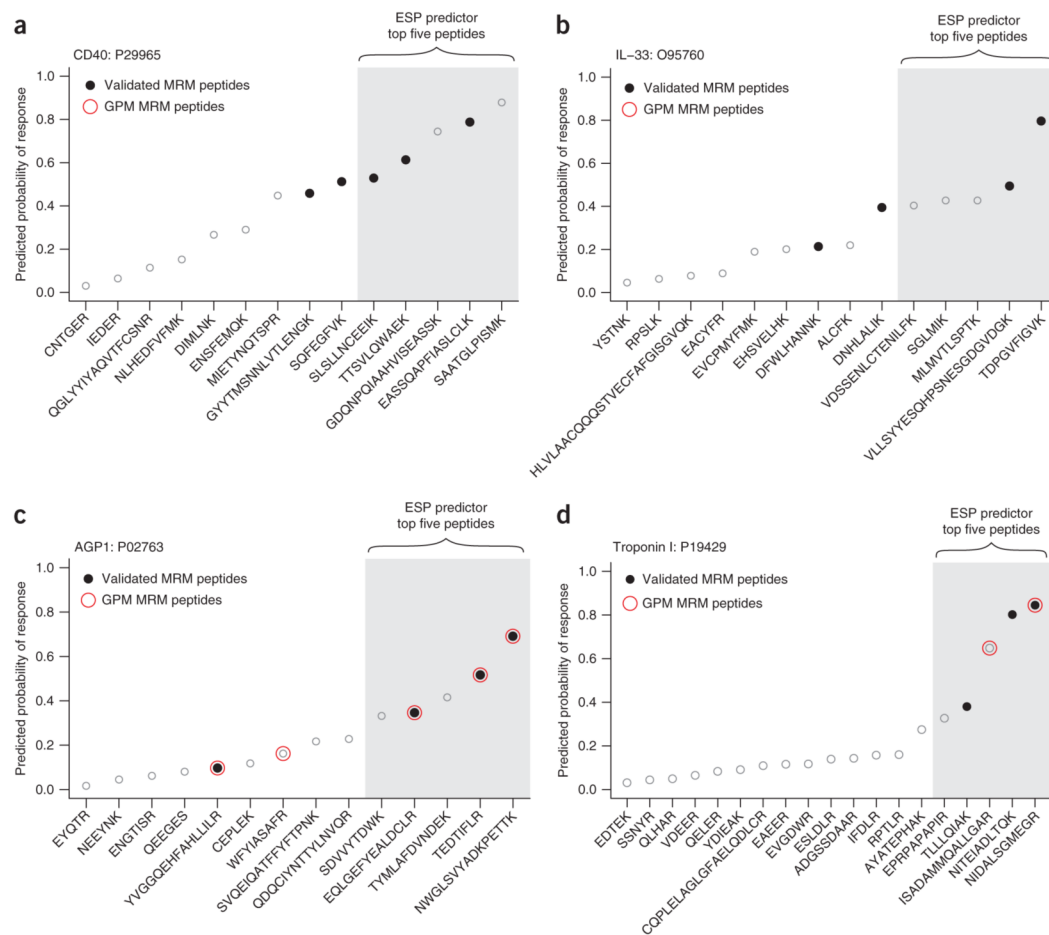 a
ESP predictor
top five peptides
CD40: P29965
Validated MRM peptides
GPM MRM peptides
Predicted probability of response
1.0
0.8
0.6
0.4
0.2
0.0
CNTGER
IEDER
QGLYYIYAQVTFCSNR
NLHEDFVFMK
DIMLNK
ENSFEMQK
MIETYNQTSPR
GYYTMSNNLVTLENGK
SQFEGFVK
SLSLLNCEEIK
TTSVLQWAEK
GDQNPQIAAHVISEASSK
EASSQAPFIASLCLK
SAATGLPISMK
b
ESP predictor
top five peptides
IL–33: O95760
Validated MRM peptides
GPM MRM peptides
Predicted probability of response
1.0
0.8
0.6
0.4
0.2
0.0
YSTNK
RPSLK
HLVLAACQQQSTVECFAFGISGVQK
EACYFR
EVCPMYFMK
EHSVELHK
DFWLHANNK
ALCFK
DNHALIK
VDSSENLCTENILFK
SGLMIK
MLMVTLSPTK
VLLSYYESQHPSNESGDGVDGK
TDPGVFIGVK
c
ESP predictor
top five peptides
AGP1: P02763
Validated MRM peptides
GPM MRM peptides
Predicted probability of response
1.0
0.8
0.6
0.4
0.2
0.0
EYQTR
NEEYNK
ENGTISR
QEEGES
YVGGQEHFAHLLILR
CEPLEK
WFYIASAFR
SVQEIQATFFYFTPNK
QDQCIYNTTYLNVQR
SDVVYTDWK
EQLGEFYEALDCLR
TYMLAFDVNDEK
TEDTIFLR
NWGLSVYADKPETTK
d
ESP predictor
top five peptides
Troponin I: P19429
Validated MRM peptides
GPM MRM peptides
Predicted probability of response
1.0
0.8
0.6
0.4
0.2
0.0
EDTEK
SSNYR
QLHAR
VDEER
QELER
YDIEAK
CQPLELAGLGFAELQDLCR
EAEER
EVGDWR
ESLDLR
ADGSSDAAR
IFDLR
RPTLR
AYATEPHAK
EPRPAPAPIR
TLLLQIAK
ISADAMMQALLGAR
NITEIADLTQK
NIDALSGMEGR